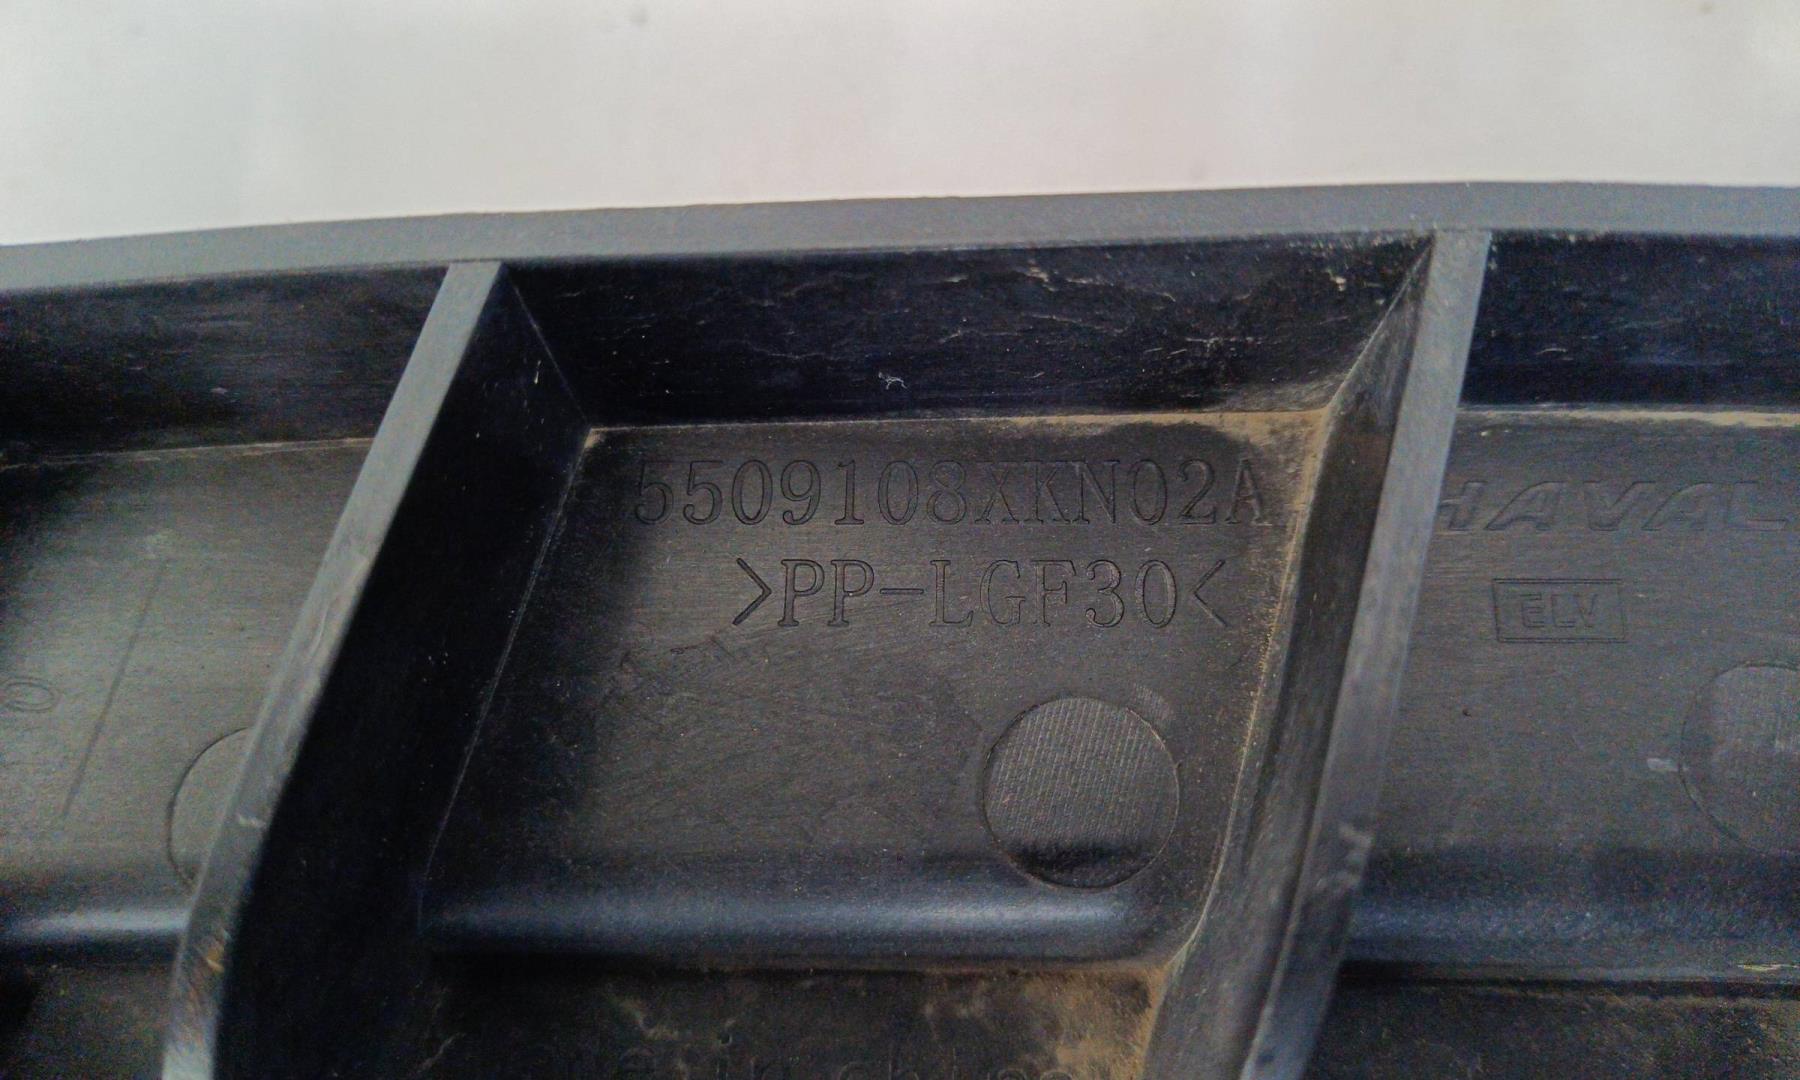 5509108XKN02A
>PP-LGF30<
HAVAL
ELV